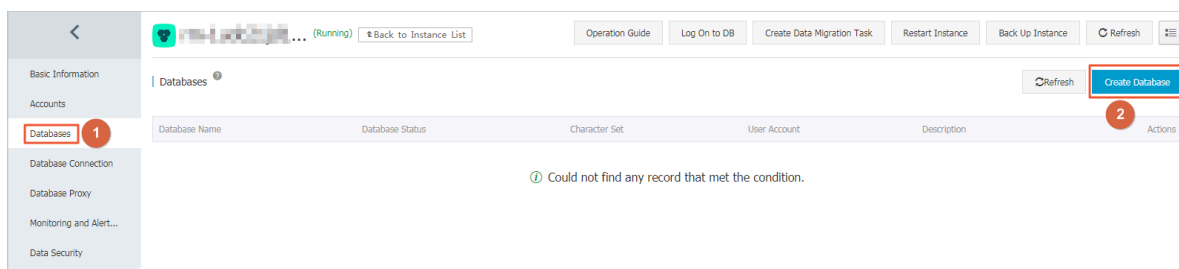 ... (Running) Back to Instance List Operation Guide Log On to DB Create Data Migration Task Restart Instance Back Up Instance Refresh
Basic Information
Accounts
Databases 1
Database Connection
Database Proxy
Monitoring and Alert...
Data Security
Databases Refresh Create Database
2
Database Name Database Status Character Set User Account Description Actions
Could not find any record that met the condition.